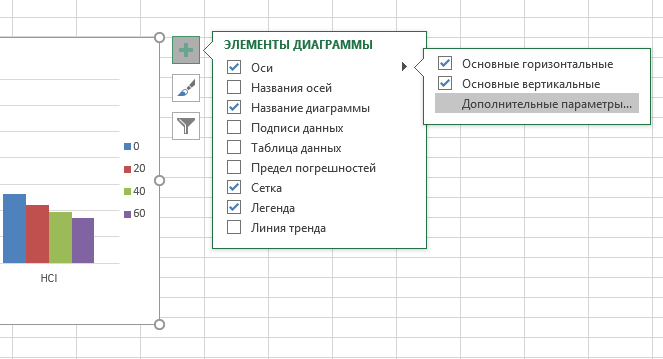 ЭЛЕМЕНТЫ ДИАГРАММЫ
Оси
Названия осей
Название диаграммы
Подписи данных
Таблица данных
Предел погрешностей
Сетка
Легенда
Линия тренда
Основные горизонтальные
Основные вертикальные
Дополнительные параметры...
0
20
40
60
HCl